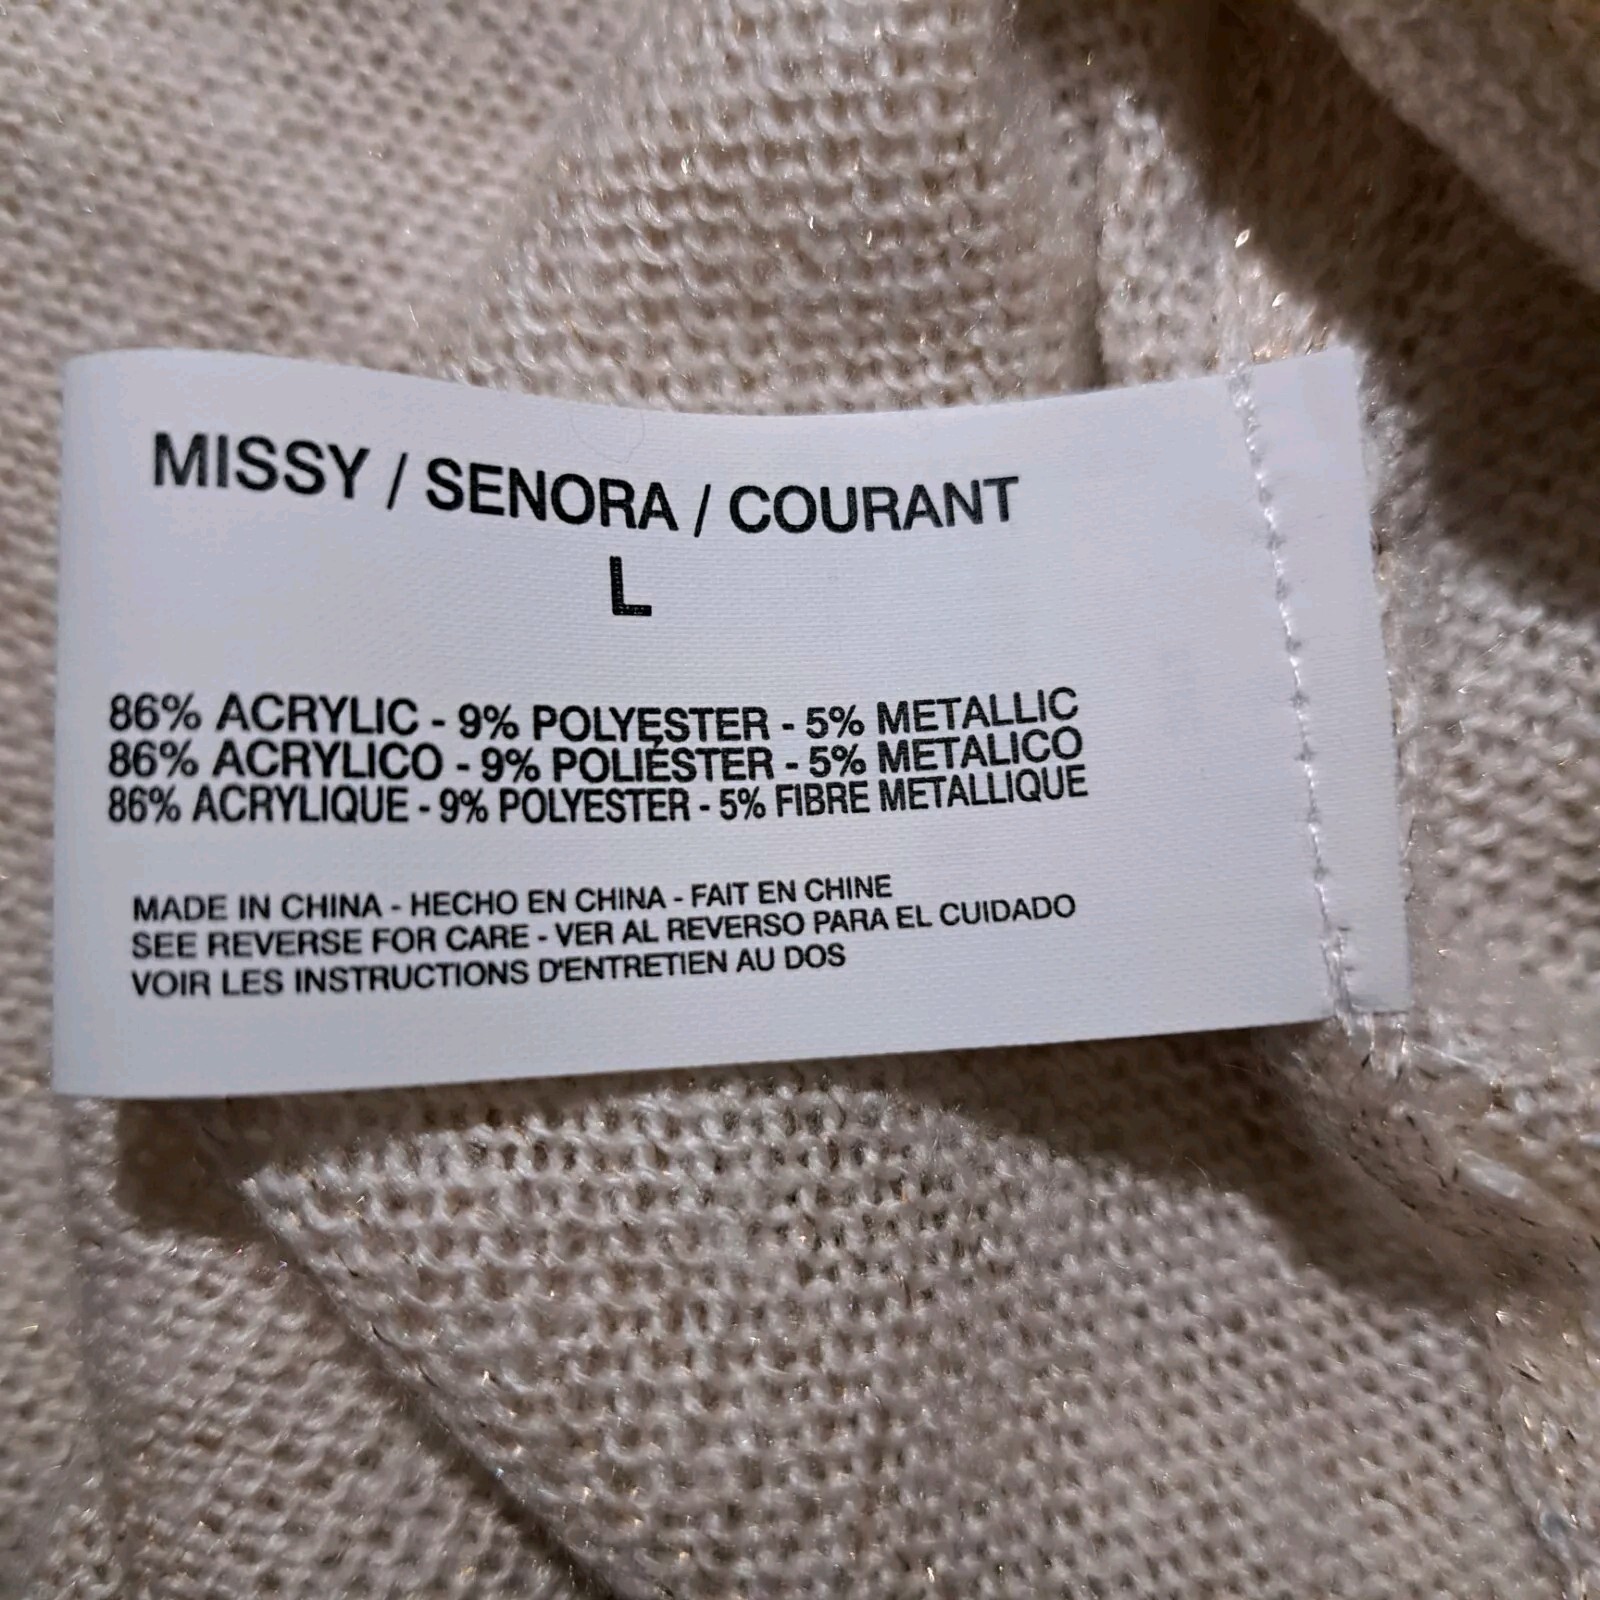 MISSY / SENORA / COURANT
L
86% ACRYLIC - 9% POLYESTER - 5% METALLIC
86% ACRYLICO - 9% POLIÉSTER - 5% METALICO
86% ACRYLIQUE - 9% POLYESTER - 5% FIBRE METALLIQUE
MADE IN CHINA - HECHO EN CHINA - FAIT EN CHINE
SEE REVERSE FOR CARE - VER AL REVERSO PARA EL CUIDADO
VOIR LES INSTRUCTIONS D'ENTRETIEN AU DOS